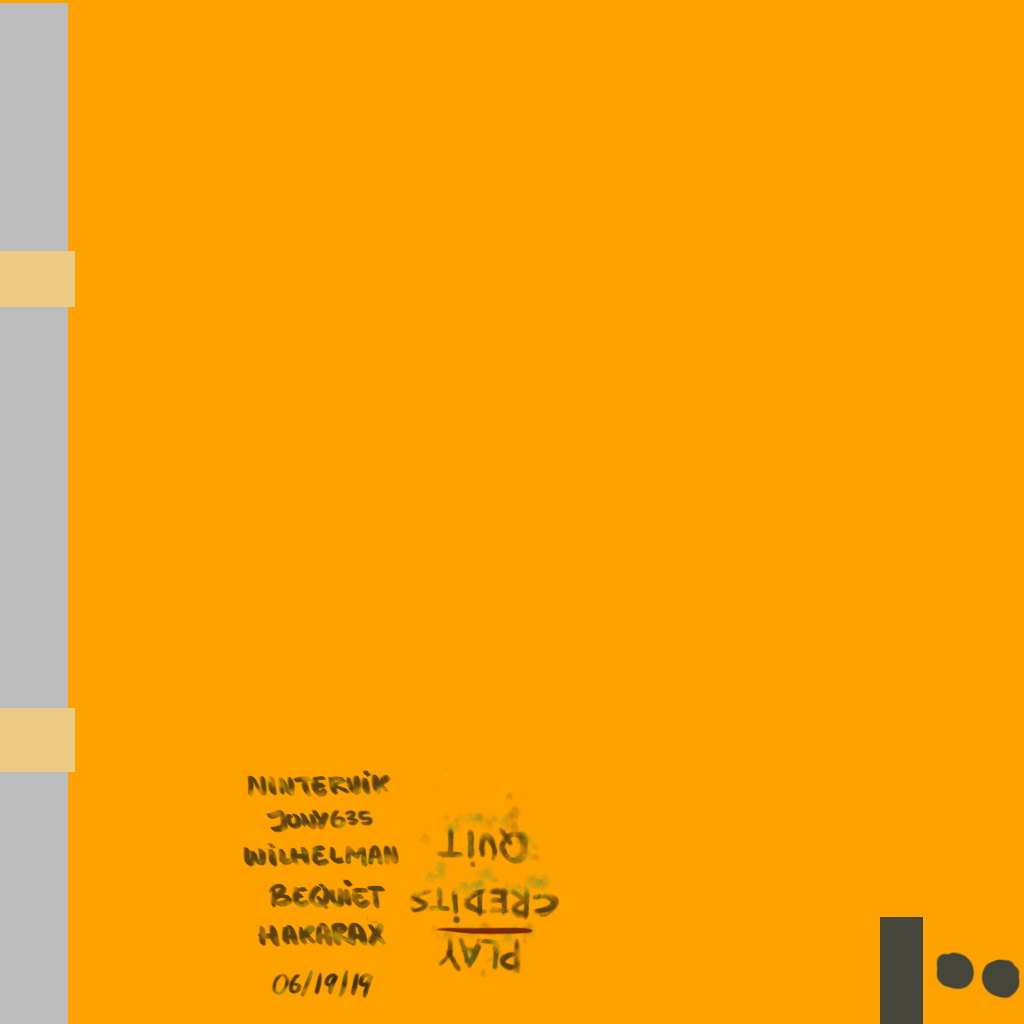 NINTERVIK
JONY635
WILHELMAN
BEQUIET
HAKARAX
06/19/19
PLAY
CREDITS
QUIT